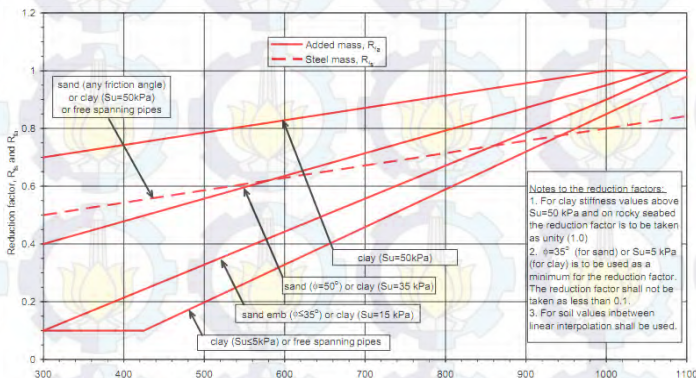 1.2
1
0.8
0.6
0.4
0.2
0
Reduction factor, R
Added mass, R
Steel mass, R
sand (any friction angle)
or clay (Su=50kPa)
or free spanning pipes
clay (Su=50kPa)
sand (ϕ=50°) or clay (Su=35 kPa)
sand emb (ϕ≤35°) or clay (Su=15 kPa)
clay (Su≤5kPa) or free spanning pipes
Notes to the reduction factors:
1. For clay stiffness values above
Su=50 kPa and on rocky seabed
the reduction factor is to be taken
as unity (1.0)
2. ϕ=35° (for sand) or Su=5 kPa
(for clay) is to be used as a
minimum for the reduction factor.
The reduction factor shall not be
taken as less than 0.1.
3. For soil values inbetween
linear interpolation shall be used.
300 400 500 600 700 800 900 1000 1100